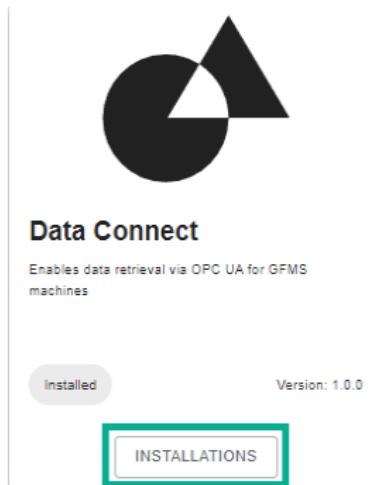 Data Connect
Enables data retrieval via OPC UA for GFMS
machines
Installed
Version: 1.0.0
INSTALLATIONS